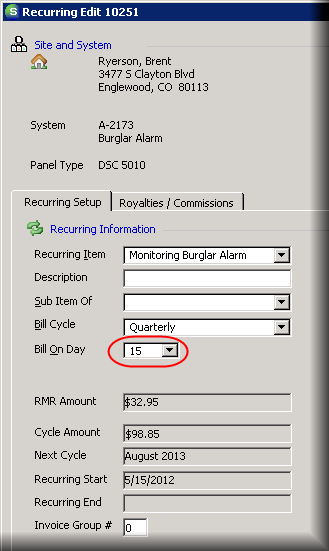 S Recurring Edit 10251
Site and System
Ryerson, Brent
3477 S Clayton Blvd
Englewood, CO 80113
System A-2173
Burglar Alarm
Panel Type DSC 5010
Recurring Setup Royalties / Commissions
Recurring Information
Recurring Item Monitoring Burglar Alarm
Description
Sub Item Of
Bill Cycle Quarterly
Bill On Day 15
RMR Amount $32.95
Cycle Amount $98.85
Next Cycle August 2013
Recurring Start 5/15/2012
Recurring End
Invoice Group # 0